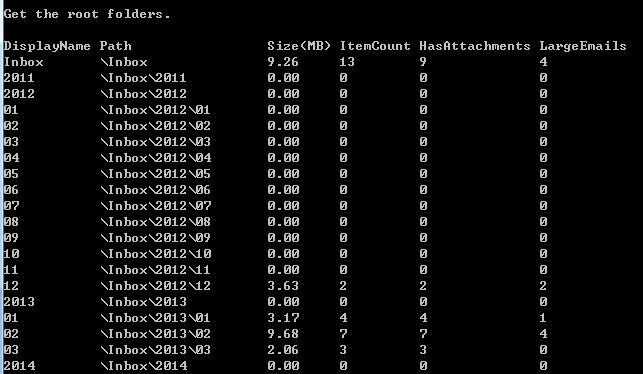 Get the root folders.
DisplayName Path Size(MB) ItemCount HasAttachments LargeEmails
Inbox \Inbox 9.26 13 9 4
2011 \Inbox\2011 0.00 0 0 0
2012 \Inbox\2012 0.00 0 0 0
01 \Inbox\2012\01 0.00 0 0 0
02 \Inbox\2012\02 0.00 0 0 0
03 \Inbox\2012\03 0.00 0 0 0
04 \Inbox\2012\04 0.00 0 0 0
05 \Inbox\2012\05 0.00 0 0 0
06 \Inbox\2012\06 0.00 0 0 0
07 \Inbox\2012\07 0.00 0 0 0
08 \Inbox\2012\08 0.00 0 0 0
09 \Inbox\2012\09 0.00 0 0 0
10 \Inbox\2012\10 0.00 0 0 0
11 \Inbox\2012\11 0.00 0 0 0
12 \Inbox\2012\12 3.63 2 2 2
2013 \Inbox\2013 0.00 0 0 0
01 \Inbox\2013\01 3.17 4 4 1
02 \Inbox\2013\02 9.68 7 7 4
03 \Inbox\2013\03 2.06 3 3 0
2014 \Inbox\2014 0.00 0 0 0